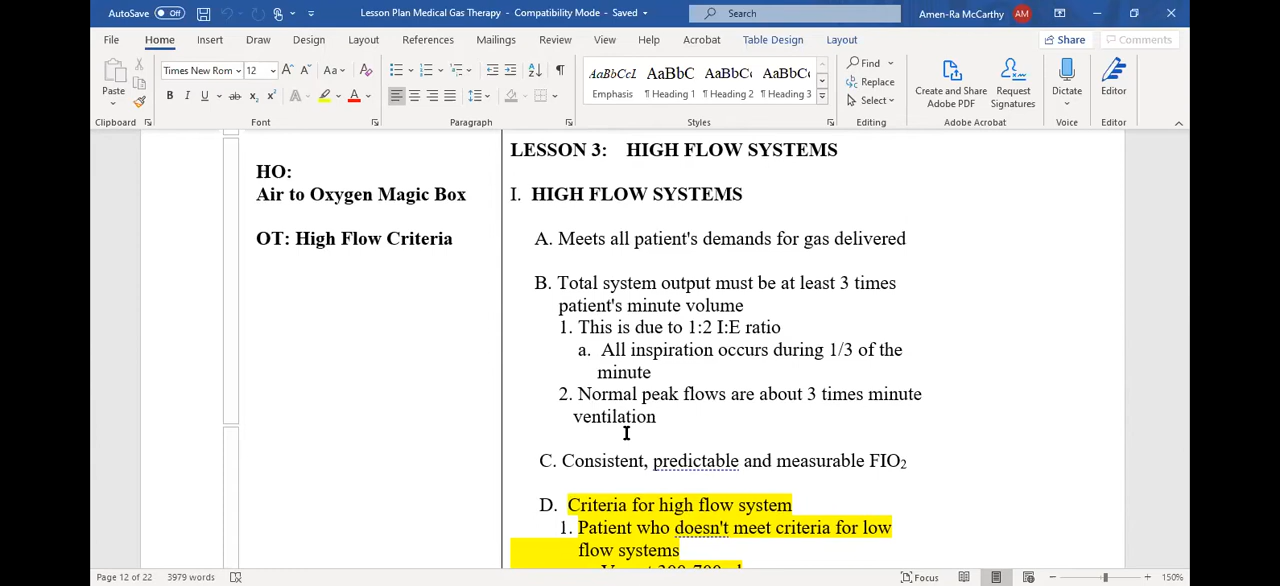 AutoSave Off Lesson Plan Medical Gas Therapy - Compatibility Mode - Saved Search Amen-Ra McCarthy AM
File Home Insert Draw Design Layout References Mailings Review View Help Acrobat Table Design Layout Share Comments
Times New Rom 12 A A Aa A AaBbCcI AaBbC AaBbCc AaBbCc Find
Paste Replace Create and Share Request Dictate Editor
B I U ab x2 x2 A A Emphasis ¶ Heading 1 ¶ Heading 2 ¶ Heading 3 Select Adobe PDF Signatures
Clipboard Font Paragraph Styles Editing Adobe Acrobat Voice Editor
LESSON 3: HIGH FLOW SYSTEMS
HO:
Air to Oxygen Magic Box
I. HIGH FLOW SYSTEMS
OT: High Flow Criteria
A. Meets all patient's demands for gas delivered
B. Total system output must be at least 3 times
patient's minute volume
1. This is due to 1:2 I:E ratio
a. All inspiration occurs during 1/3 of the
minute
2. Normal peak flows are about 3 times minute
ventilation
C. Consistent, predictable and measurable FIO2
D. Criteria for high flow system
1. Patient who doesn't meet criteria for low
flow systems
Page 12 of 22 3979 words Focus 150%